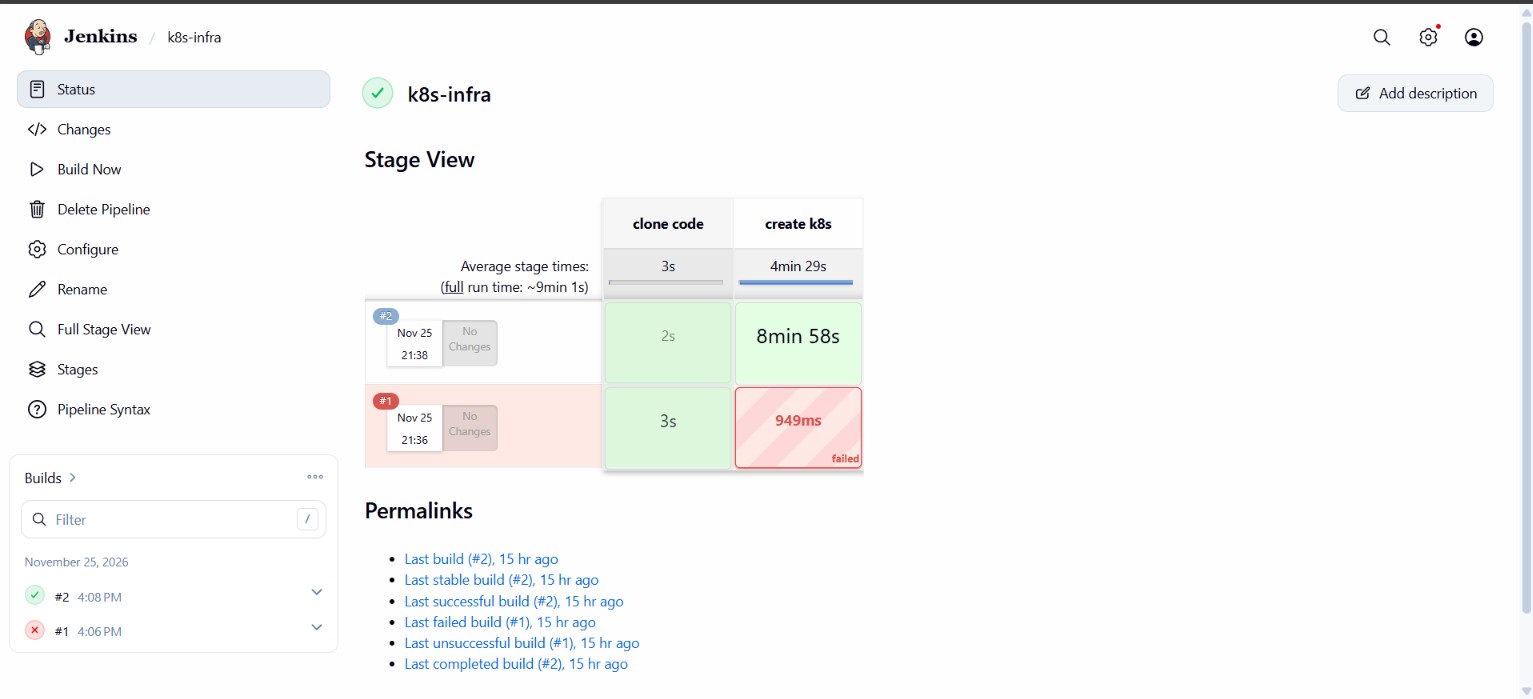 Jenkins / k8s-infra
Status
Changes
Build Now
Delete Pipeline
Configure
Rename
Full Stage View
Stages
Pipeline Syntax
Builds
Filter /
November 25, 2026
#2 4:08 PM
#1 4:06 PM
k8s-infra
Add description
Stage View
clone code create k8s
Average stage times: 3s 4min 29s
(full run time: ~9min 1s)
#2
Nov 25
21:38
No
Changes
2s
8min 58s
#1
Nov 25
21:36
No
Changes
3s
949ms
failed
Permalinks
Last build (#2), 15 hr ago
Last stable build (#2), 15 hr ago
Last successful build (#2), 15 hr ago
Last failed build (#1), 15 hr ago
Last unsuccessful build (#1), 15 hr ago
Last completed build (#2), 15 hr ago